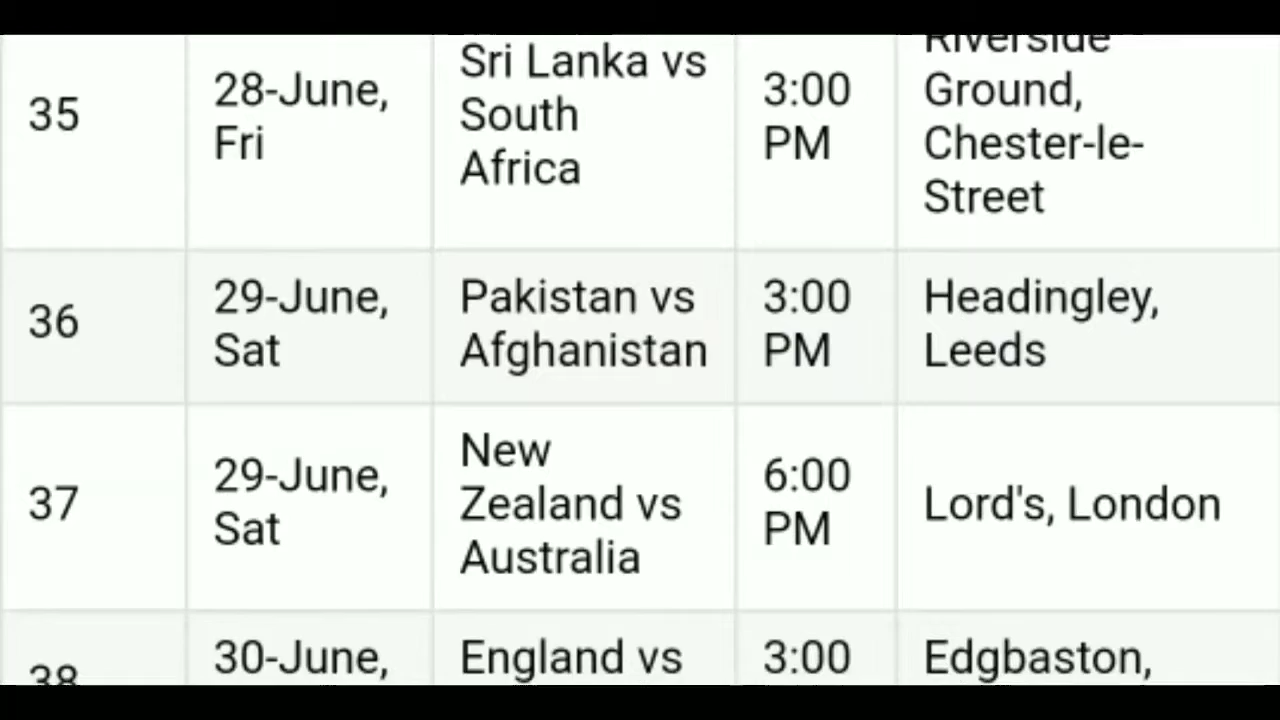 35
28-June,
Fri
Sri Lanka vs
South
Africa
3:00
PM
Riverside
Ground,
Chester-le-
Street
36
29-June,
Sat
Pakistan vs
Afghanistan
3:00
PM
Headingley,
Leeds
37
29-June,
Sat
New
Zealand vs
Australia
6:00
PM
Lord's, London
38
30-June,
England vs
3:00
Edgbaston,